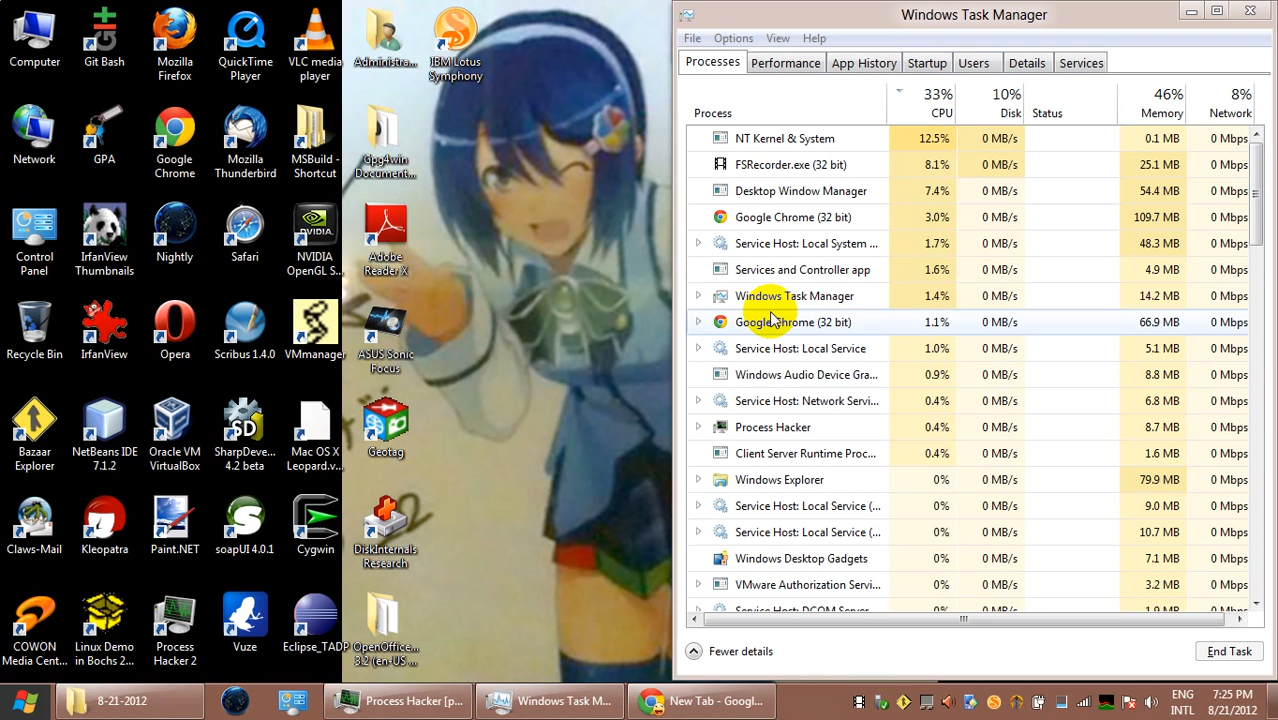 Computer
Git Bash
Mozilla
Firefox
QuickTime
Player
VLC media
player
Administra...
IBM Lotus
Symphony
Network
GPA
Google
Chrome
Mozilla
Thunderbird
MSBuild -
Shortcut
Gpg4win
Document...
Control
Panel
IrfanView
Thumbnails
Nightly
Safari
NVIDIA
NVIDIA
OpenGL S...
Adobe
Reader X
Recycle Bin
IrfanView
Opera
Scribus 1.4.0
VMmanager
ASUS Sonic
Focus
Bazaar
Explorer
NetBeans IDE
7.1.2
Oracle VM
VirtualBox
SD
SharpDeve...
4.2 beta
Mac OS X
Leopard.v...
Geotag
Claws-Mail
Kleopatra
Paint.NET
soapUI 4.0.1
Cygwin
DiskInternals
Research
COWON
Media Cent...
Linux Demo
in Bochs 2...
Process
Hacker 2
Vuze
Eclipse_TADP
OpenOffice...
3.2 (en-US ...
Windows Task Manager
File Options View Help
Processes Performance App History Startup Users Details Services
33% 10% 46% 8%
Process CPU Disk Status Memory Network
NT Kernel & System 12.5% 0 MB/s 0.1 MB 0 Mbps
FSRecorder.exe (32 bit) 8.1% 0 MB/s 25.1 MB 0 Mbps
Desktop Window Manager 7.4% 0 MB/s 54.4 MB 0 Mbps
Google Chrome (32 bit) 3.0% 0 MB/s 109.7 MB 0 Mbps
Service Host: Local System ... 1.7% 0 MB/s 48.3 MB 0 Mbps
Services and Controller app 1.6% 0 MB/s 4.9 MB 0 Mbps
Windows Task Manager 1.4% 0 MB/s 14.2 MB 0 Mbps
Google Chrome (32 bit) 1.1% 0 MB/s 66.9 MB 0 Mbps
Service Host: Local Service 1.0% 0 MB/s 5.1 MB 0 Mbps
Windows Audio Device Gra... 0.9% 0 MB/s 8.8 MB 0 Mbps
Service Host: Network Servi... 0.4% 0 MB/s 6.8 MB 0 Mbps
Process Hacker 0.4% 0 MB/s 8.7 MB 0 Mbps
Client Server Runtime Proc... 0.4% 0 MB/s 1.6 MB 0 Mbps
Windows Explorer 0% 0 MB/s 79.9 MB 0 Mbps
Service Host: Local Service (... 0% 0 MB/s 9.0 MB 0 Mbps
Service Host: Local Service (... 0% 0 MB/s 10.7 MB 0 Mbps
Windows Desktop Gadgets 0% 0 MB/s 7.1 MB 0 Mbps
VMware Authorization Servi... 0% 0 MB/s 3.2 MB 0 Mbps
Service Host: DCOM Server 0% 0 MB/s 1.9 MB 0 Mbps
Fewer details End Task
8-21-2012
Process Hacker [p...
Windows Task M...
New Tab - Googl...
ENG
INTL
7:25 PM
8/21/2012